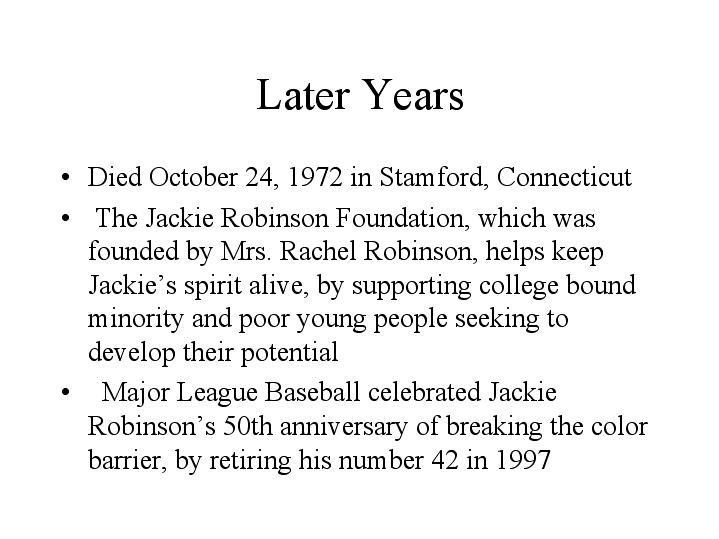 Later Years
• Died October 24, 1972 in Stamford, Connecticut
• The Jackie Robinson Foundation, which was
founded by Mrs. Rachel Robinson, helps keep
Jackie’s spirit alive, by supporting college bound
minority and poor young people seeking to
develop their potential
• Major League Baseball celebrated Jackie
Robinson’s 50th anniversary of breaking the color
barrier, by retiring his number 42 in 1997